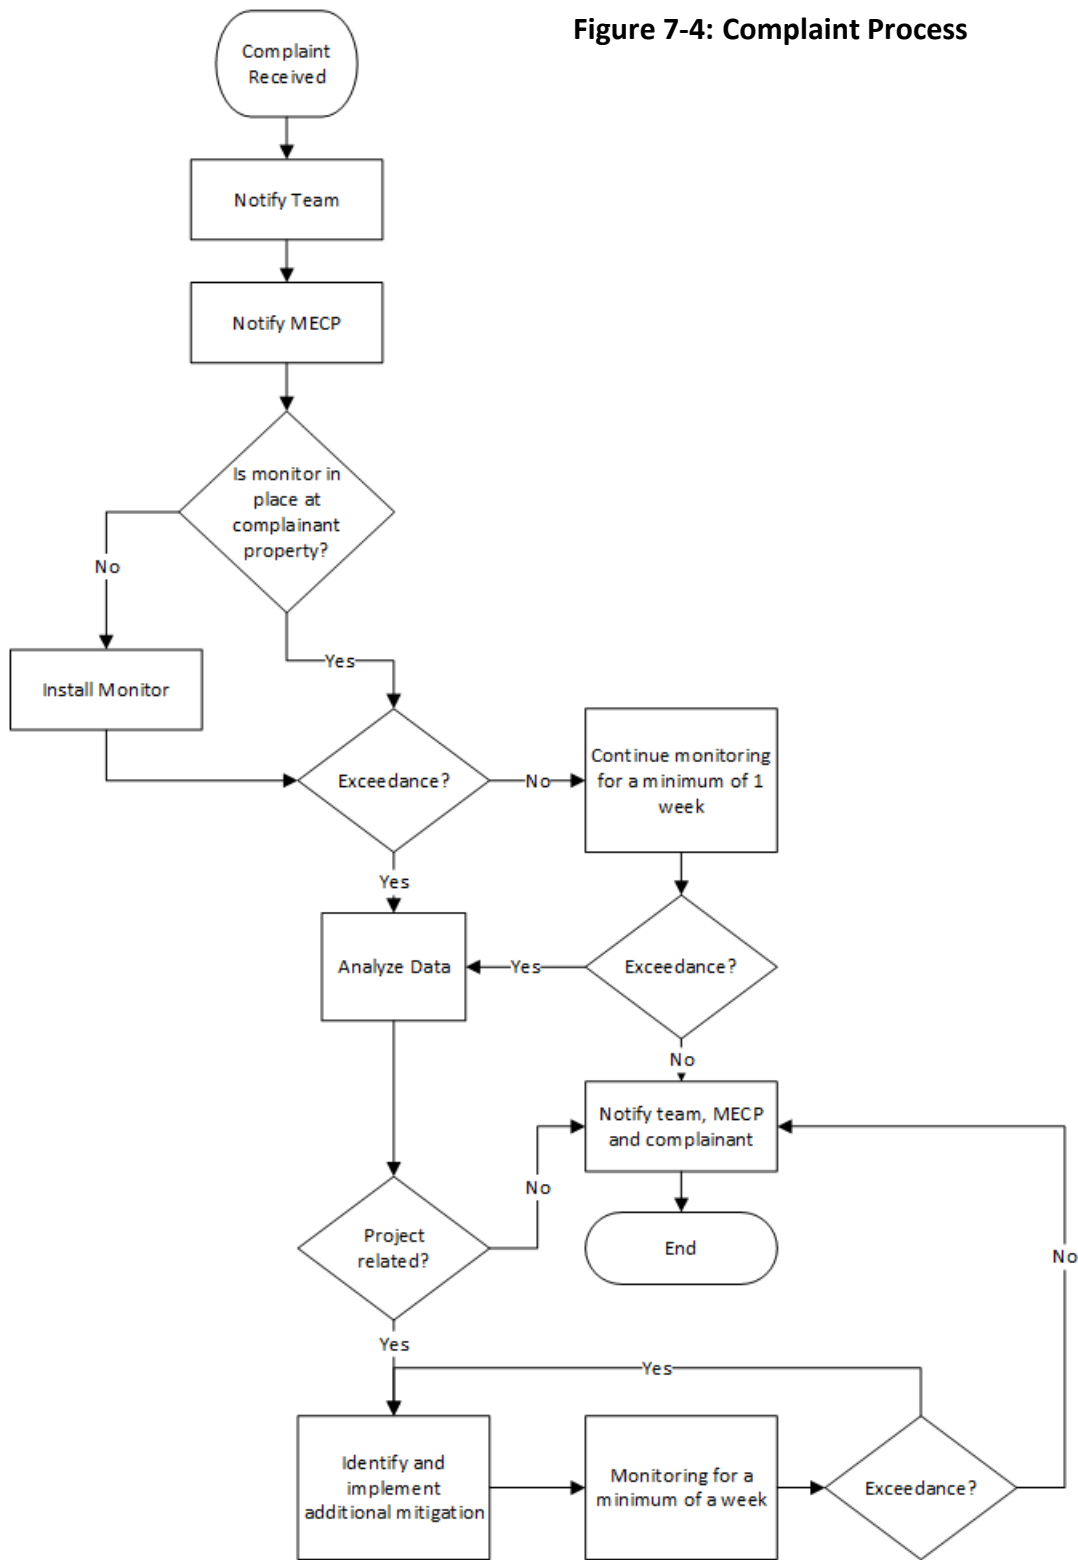 Figure 7-4: Complaint Process
Complaint
Received
Notify Team
Notify MECP
Is monitor in
place at
complainant
property?
No
Yes
Install Monitor
Exceedance?
No
Continue monitoring
for a minimum of 1
week
Yes
Analyze Data
Yes
Exceedance?
No
Notify team, MECP
and complainant
No
Project
related?
End
No
Yes
Yes
Identify and
implement
additional mitigation
Monitoring for a
minimum of a week
Exceedance?